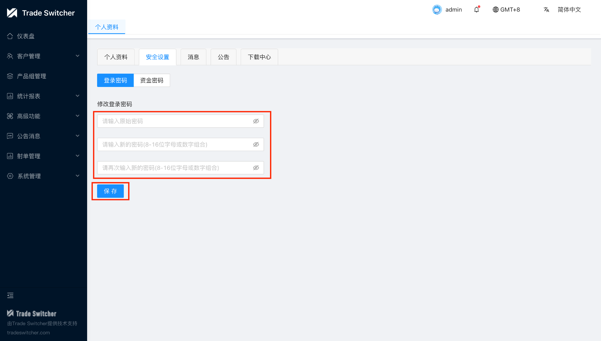 Trade Switcher
admin
GMT+8
简体中文
个人资料
仪表盘
客户管理
产品组管理
统计报表
高级功能
公告消息
射单管理
系统管理
个人资料
安全设置
消息
公告
下载中心
登录密码
资金密码
修改登录密码
请输入原始密码
请输入新的密码(8-16位字母或数字组合)
请再次输入新的密码(8-16位字母或数字组合)
保 存
Trade Switcher
由Trade Switcher提供技术支持
tradeswitcher.com